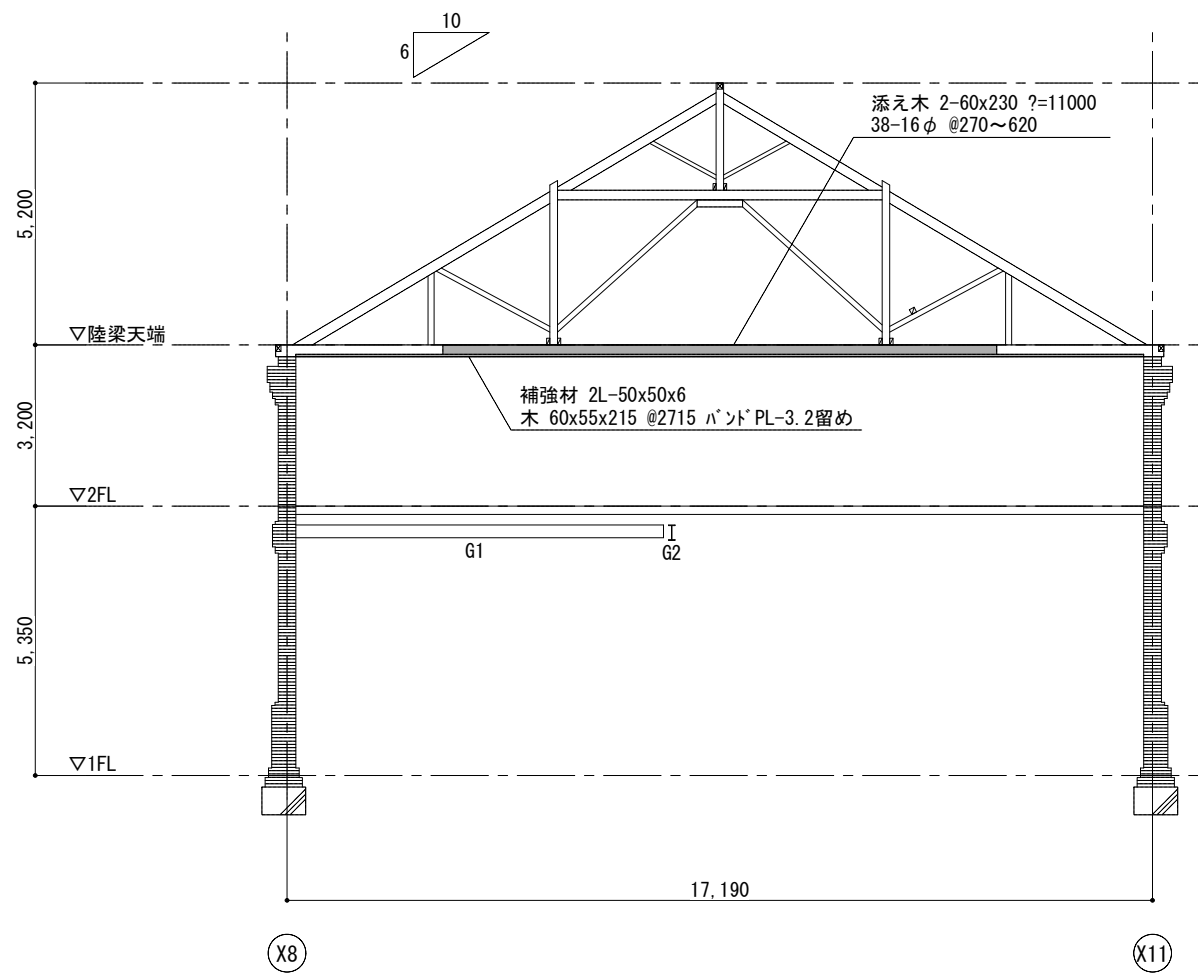 10
6
添え木 2-60x230 ?=11000
38-16φ @270～620
5,200
▽陸梁天端
補強材 2L-50x50x6
木 60x55x215 @2715 バンドPL-3.2留め
3,200
▽2FL
G1
G2
5,350
▽1FL
17,190
X8
X11